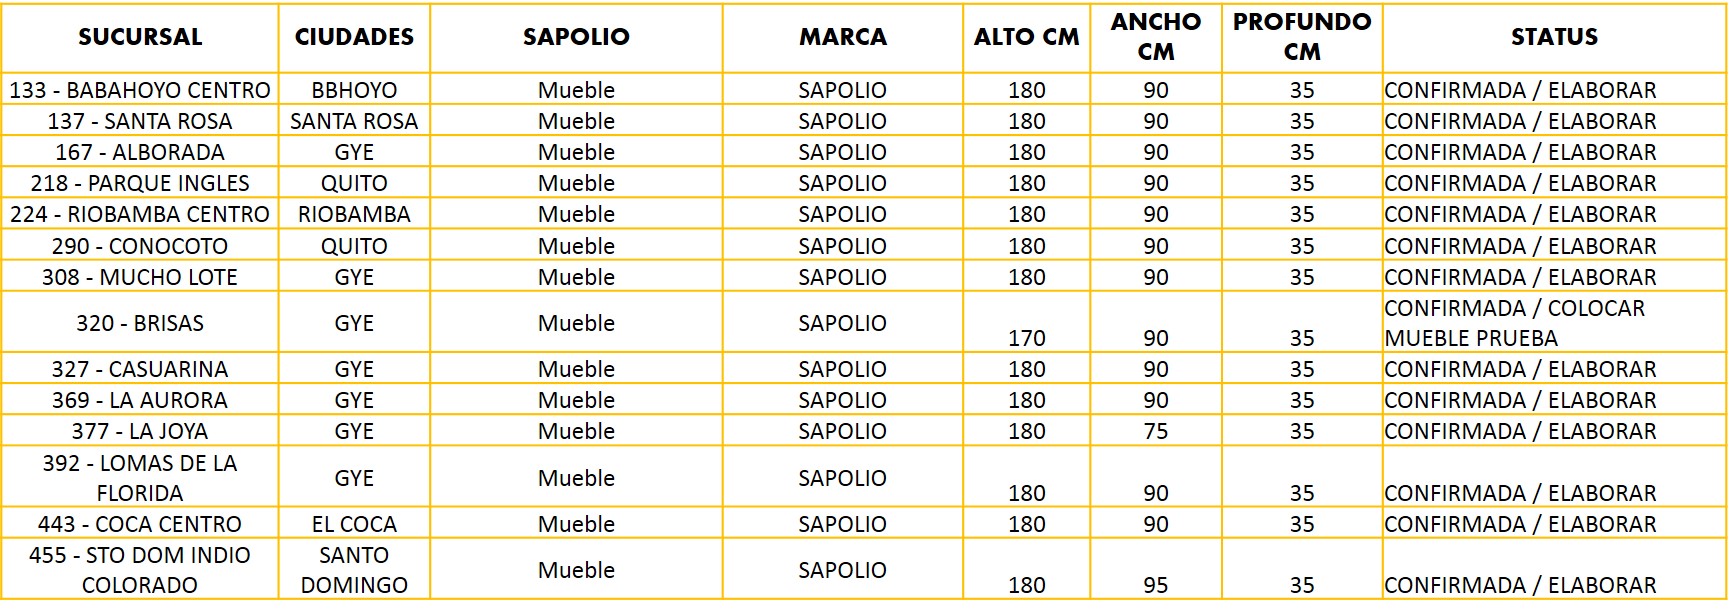 SUCURSAL CIUDADES SAPOLIO MARCA ALTO CM ANCHO CM PROFUNDO CM STATUS
133 - BABAHOYO CENTRO BBHOYO Mueble SAPOLIO 180 90 35 CONFIRMADA / ELABORAR
137 - SANTA ROSA SANTA ROSA Mueble SAPOLIO 180 90 35 CONFIRMADA / ELABORAR
167 - ALBORADA GYE Mueble SAPOLIO 180 90 35 CONFIRMADA / ELABORAR
218 - PARQUE INGLES QUITO Mueble SAPOLIO 180 90 35 CONFIRMADA / ELABORAR
224 - RIOBAMBA CENTRO RIOBAMBA Mueble SAPOLIO 180 90 35 CONFIRMADA / ELABORAR
290 - CONOCOTO QUITO Mueble SAPOLIO 180 90 35 CONFIRMADA / ELABORAR
308 - MUCHO LOTE GYE Mueble SAPOLIO 180 90 35 CONFIRMADA / ELABORAR
320 - BRISAS GYE Mueble SAPOLIO 170 90 35 CONFIRMADA / COLOCAR MUEBLE PRUEBA
327 - CASUARINA GYE Mueble SAPOLIO 180 90 35 CONFIRMADA / ELABORAR
369 - LA AURORA GYE Mueble SAPOLIO 180 90 35 CONFIRMADA / ELABORAR
377 - LA JOYA GYE Mueble SAPOLIO 180 75 35 CONFIRMADA / ELABORAR
392 - LOMAS DE LA FLORIDA GYE Mueble SAPOLIO 180 90 35 CONFIRMADA / ELABORAR
443 - COCA CENTRO EL COCA Mueble SAPOLIO 180 90 35 CONFIRMADA / ELABORAR
455 - STO DOM INDIO COLORADO SANTO DOMINGO Mueble SAPOLIO 180 95 35 CONFIRMADA / ELABORAR